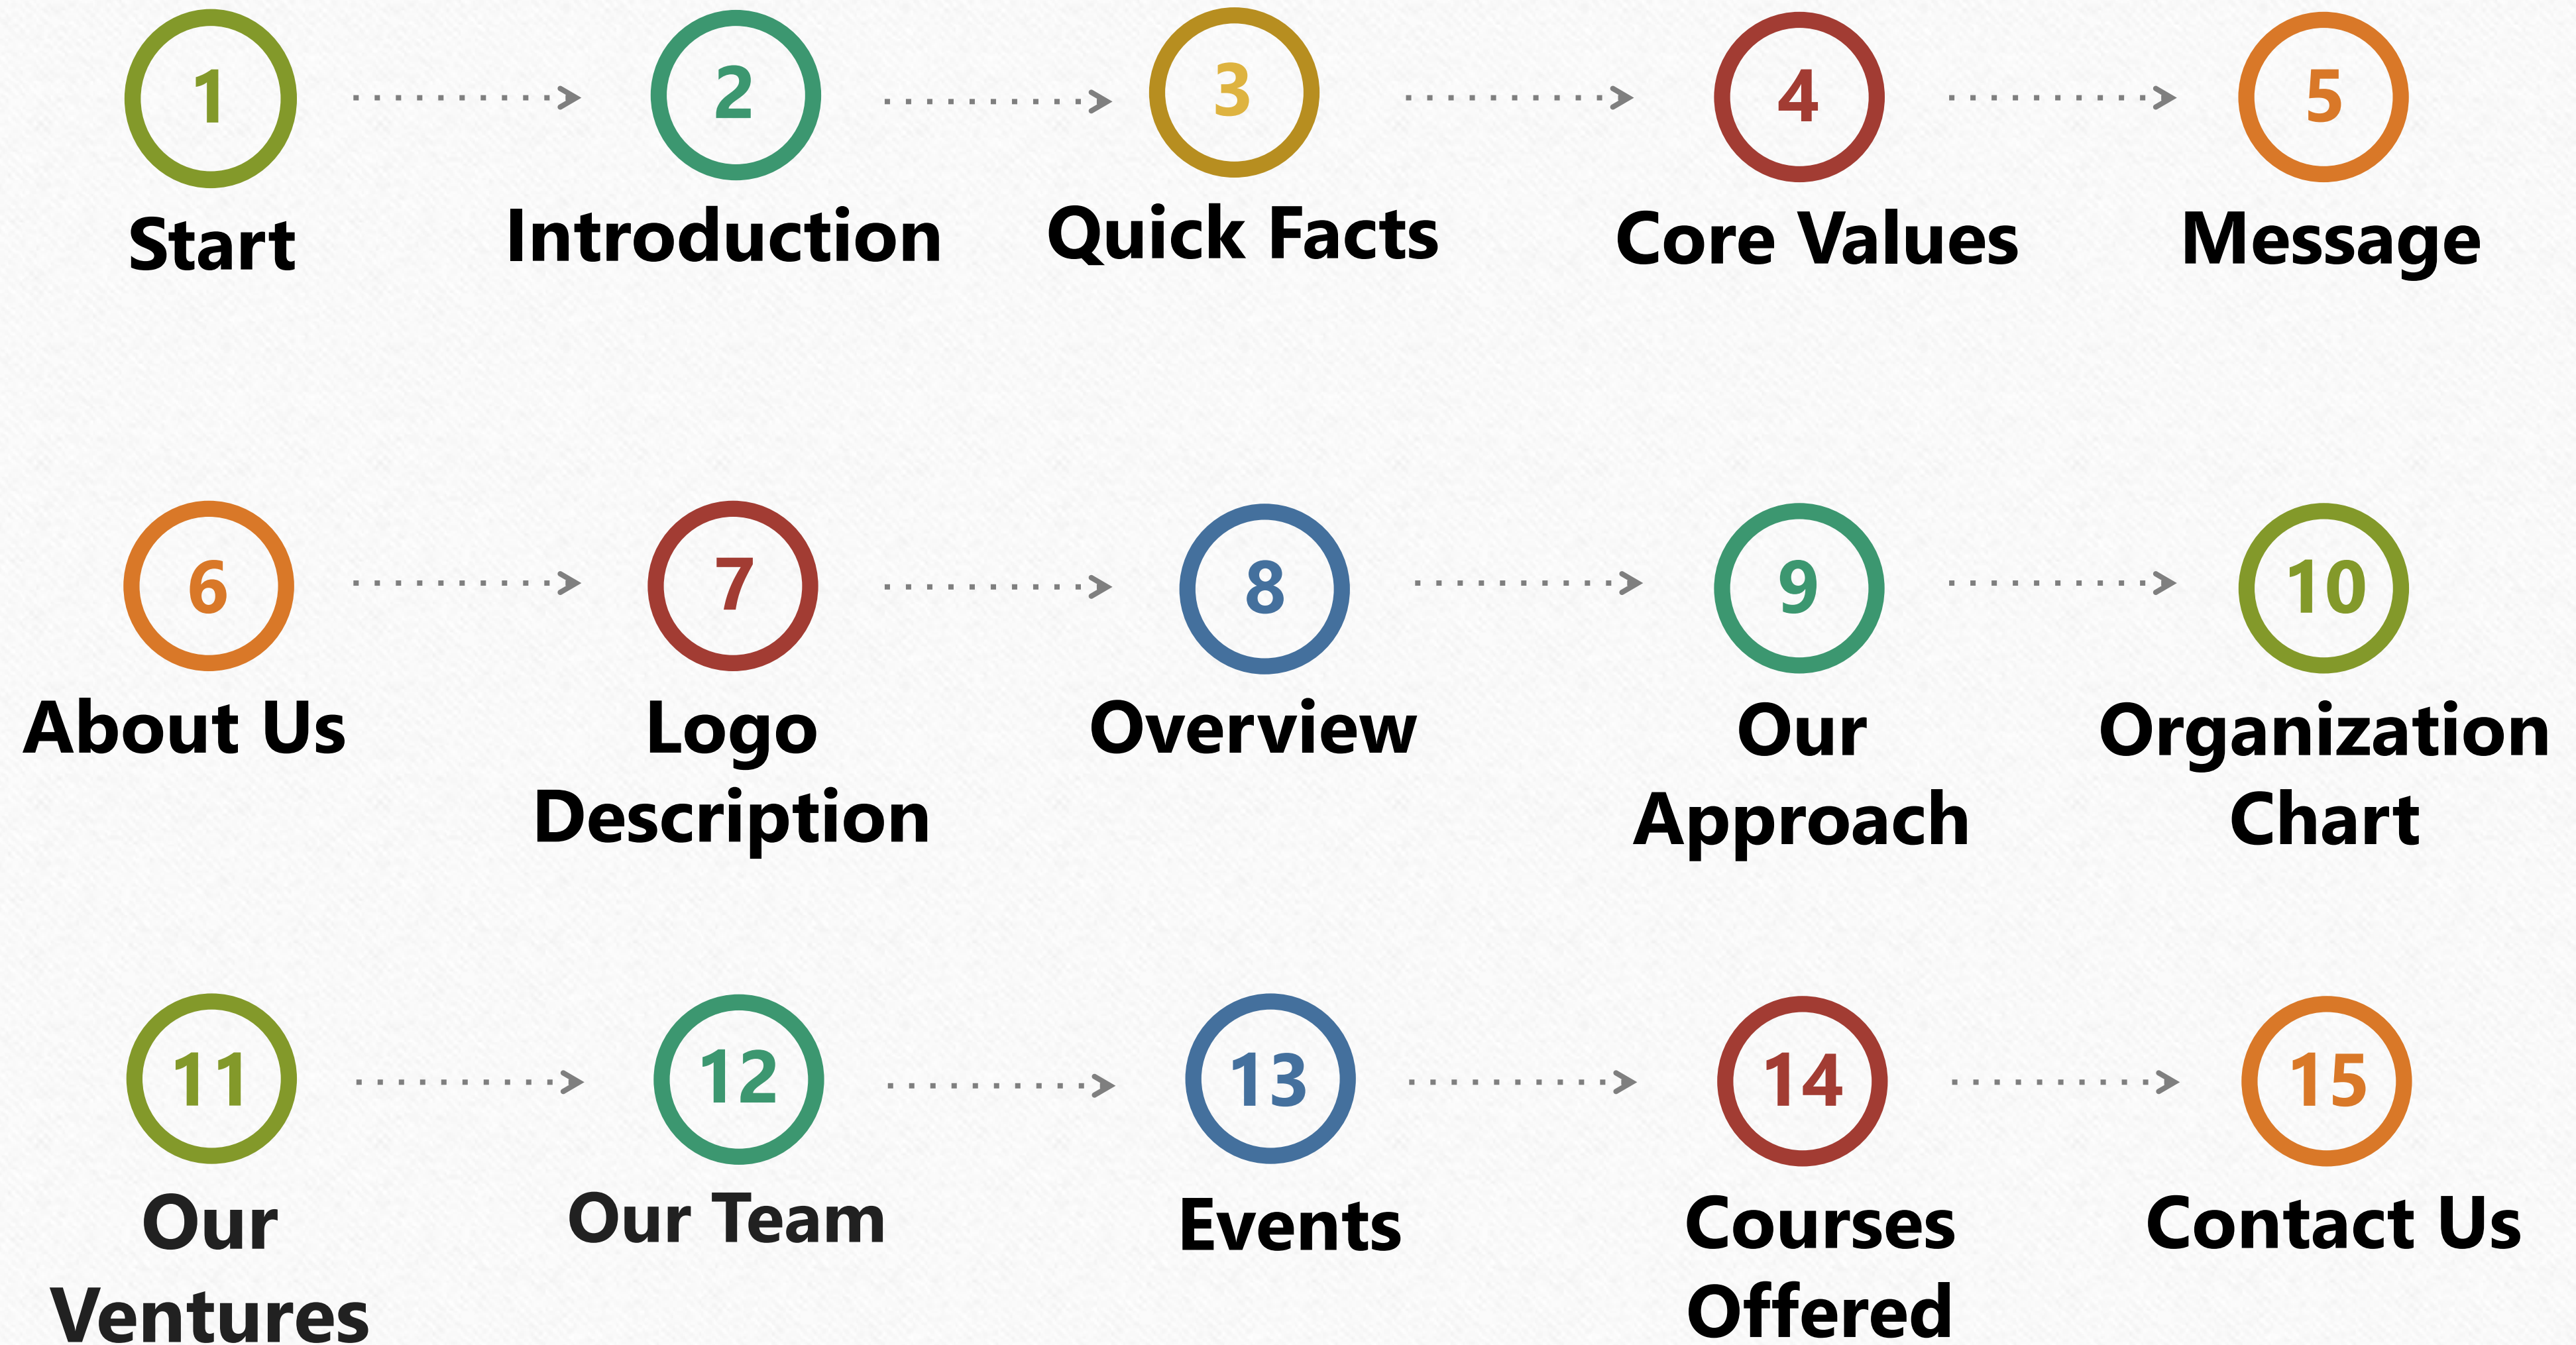 1
2
3
4
5
Start
Introduction
Quick Facts
Core Values
Message
6
7
8
9
10
About Us
Logo
Description
Overview
Our
Approach
Organization
Chart
11
12
13
14
15
Our
Ventures
Our Team
Events
Courses
Offered
Contact Us